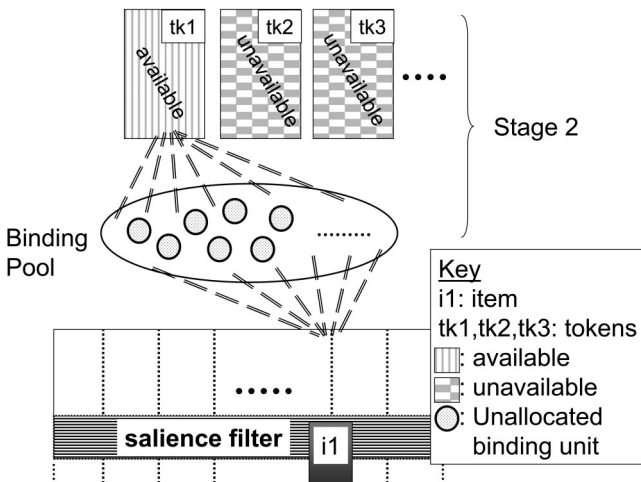 tk1
tk2
tk3
available
unavailable
unavailable
....
Stage 2
Binding
Pool
.........
Key
i1: item
tk1,tk2,tk3: tokens
: available
: unavailable
: Unallocated
binding unit
.....
salience filter
i1